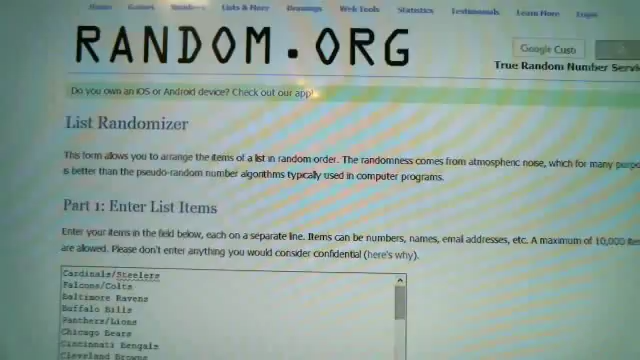 Home Games Numbers Lists & More Drawings Web Tools Statistics Testimonials Learn More Login
RANDOM.ORG
Google Cust
True Random Number Servi
Do you own an iOS or Android device? Check out our app!
List Randomizer
This form allows you to arrange the items of a list in random order. The randomness comes from atmospheric noise, which for many purpo
is better than the pseudo-random number algorithms typically used in computer programs.
Part 1: Enter List Items
Enter your items in the field below, each on a separate line. Items can be numbers, names, email addresses, etc. A maximum of 10,000 ite
are allowed. Please don't enter anything you would consider confidential (here's why).
Cardinals/Steelers
Falcons/Colts
Baltimore Ravens
Buffalo Bills
Panthers/Lions
Chicago Bears
Cincinnati Bengals
Cleveland Browns